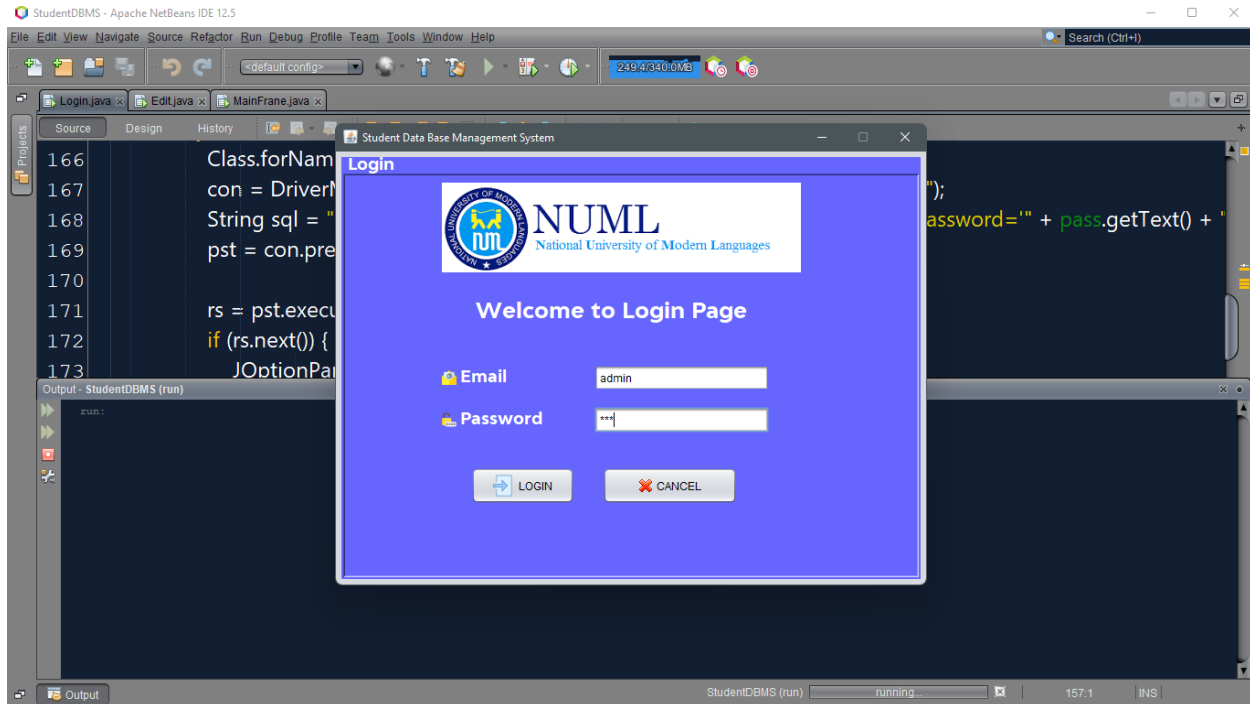 StudentDBMS - Apache NetBeans IDE 12.5
File Edit View Navigate Source Refactor Run Debug Profile Team Tools Window Help
Search (Ctrl+I)
<default config>
249.4/340.0MB
Login.java Edit.java MainFrane.java
Projects
Source Design History
166 Class.forNam
167 con = DriverM ");
168 String sql = " assword='" + pass.getText() + "
169 pst = con.pre
170
171 rs = pst.execu
172 if (rs.next()) {
173 JOptionPa
Student Data Base Management System
Login
NATIONAL UNIVERSITY OF MODERN LANGUAGES
NUML
National University of Modern Languages
Welcome to Login Page
Email admin
Password ***
LOGIN CANCEL
Output - StudentDBMS (run)
run:
Output
StudentDBMS (run) running... 157:1 INS